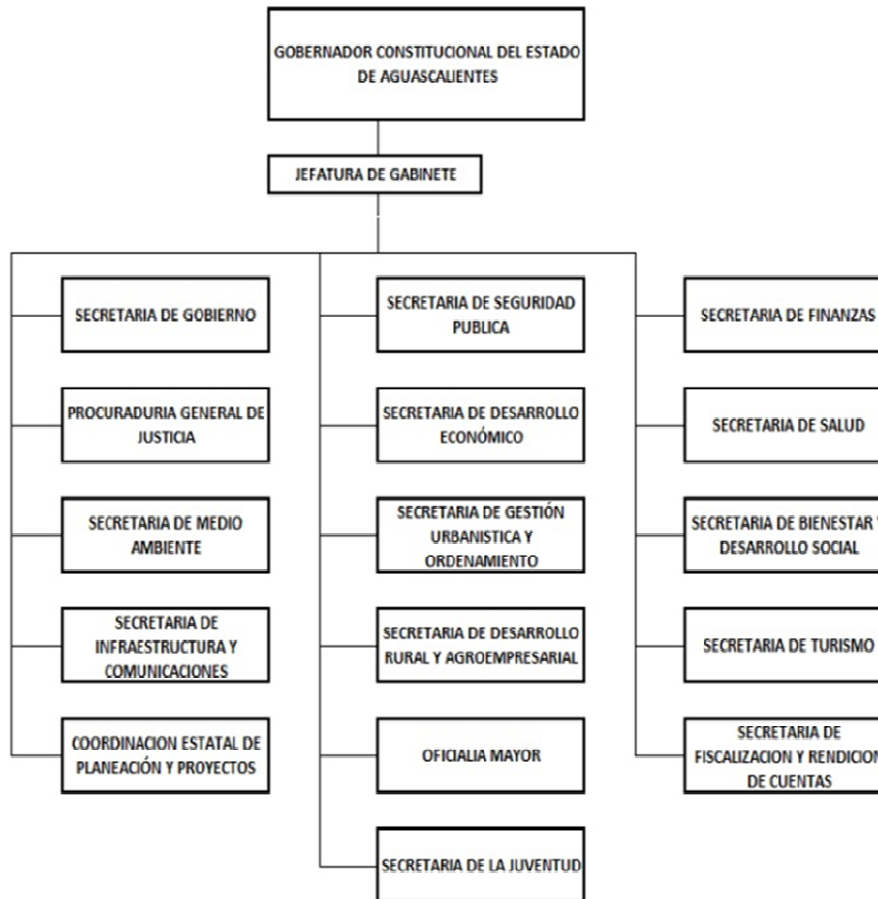 GOBERNADOR CONSTITUCIONAL DEL ESTADO
DE AGUASCALIENTES
JEFATURA DE GABINETE
SECRETARIA DE GOBIERNO
SECRETARIA DE SEGURIDAD
PUBLICA
SECRETARIA DE FINANZAS
PROCURADURIA GENERAL DE
JUSTICIA
SECRETARIA DE DESARROLLO
ECONÓMICO
SECRETARIA DE SALUD
SECRETARIA DE MEDIO
AMBIENTE
SECRETARIA DE GESTIÓN
URBANISTICA Y
ORDENAMIENTO
SECRETARIA DE BIENESTAR Y
DESARROLLO SOCIAL
SECRETARIA DE
INFRAESTRUCTURA Y
COMUNICACIONES
SECRETARIA DE DESARROLLO
RURAL Y AGROEMPRESARIAL
SECRETARIA DE TURISMO
COORDINACION ESTATAL DE
PLANEACIÓN Y PROYECTOS
OFICIALIA MAYOR
SECRETARIA DE
FISCALIZACION Y RENDICION
DE CUENTAS
SECRETARIA DE LA JUVENTUD